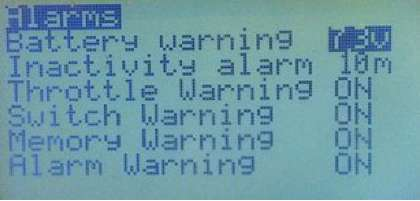 Alarms
Battery warning
Inactivity alarm 10m
Throttle Warning ON
Switch Warning ON
Memory Warning ON
Alarm Warning ON